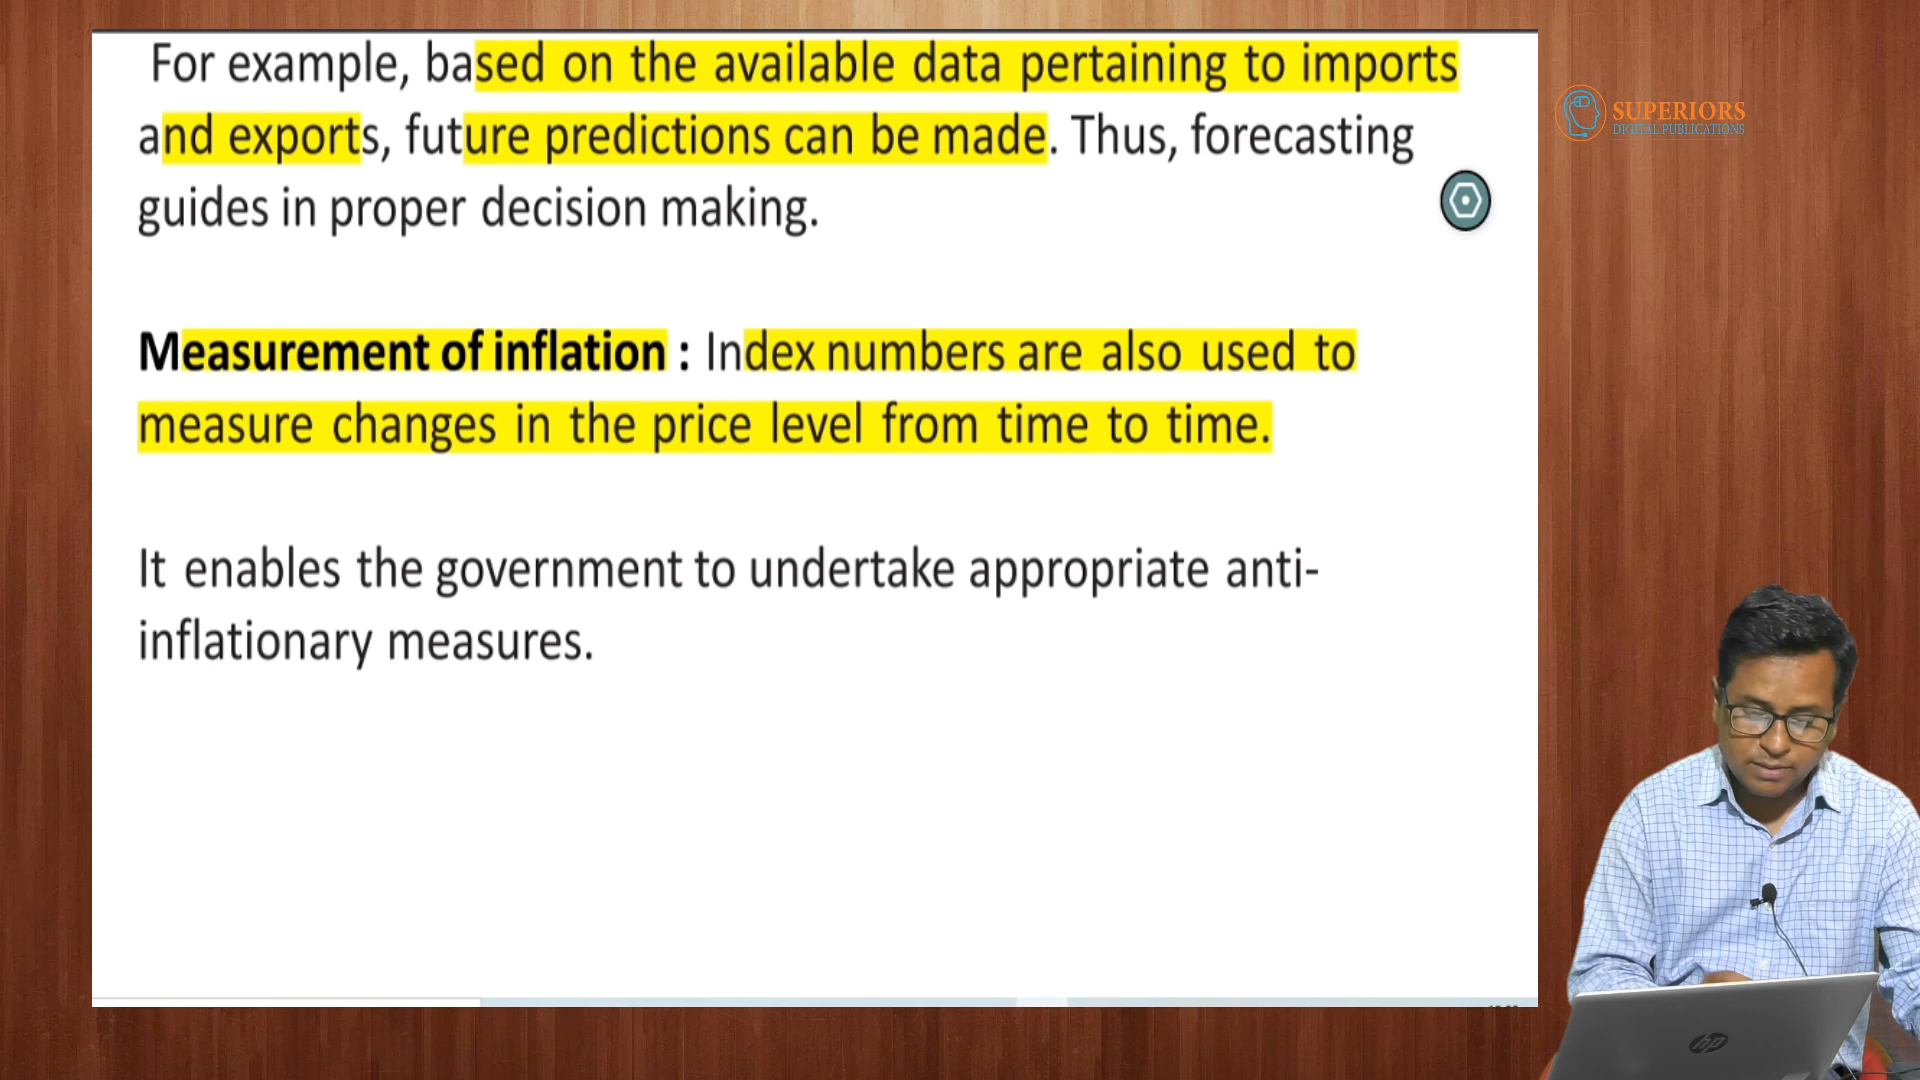 For example, based on the available data pertaining to imports
and exports, future predictions can be made. Thus, forecasting
guides in proper decision making.
Measurement of inflation : Index numbers are also used to
measure changes in the price level from time to time.
It enables the government to undertake appropriate anti-
inflationary measures.
SUPERIORS
DIGITAL PUBLICATIONS
hp